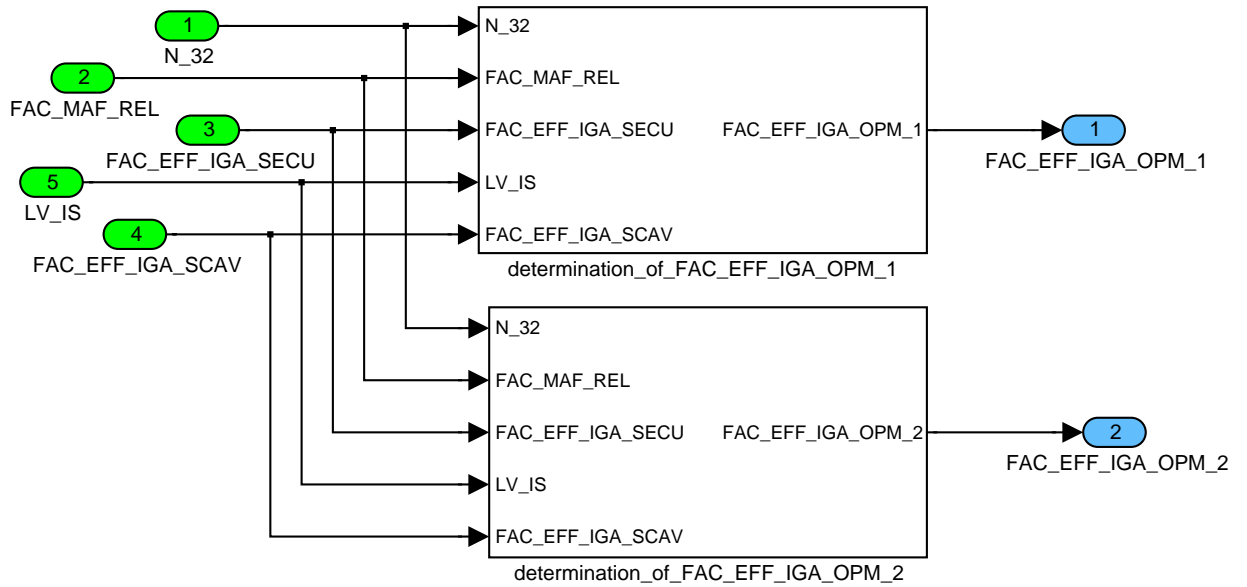 1
N_32
2
FAC_MAF_REL
3
FAC_EFF_IGA_SECU
5
LV_IS
4
FAC_EFF_IGA_SCAV
N_32
FAC_MAF_REL
FAC_EFF_IGA_SECU
FAC_EFF_IGA_OPM_1
LV_IS
FAC_EFF_IGA_SCAV
determination_of_FAC_EFF_IGA_OPM_1
1
FAC_EFF_IGA_OPM_1
N_32
FAC_MAF_REL
FAC_EFF_IGA_SECU
FAC_EFF_IGA_OPM_2
LV_IS
FAC_EFF_IGA_SCAV
determination_of_FAC_EFF_IGA_OPM_2
2
FAC_EFF_IGA_OPM_2